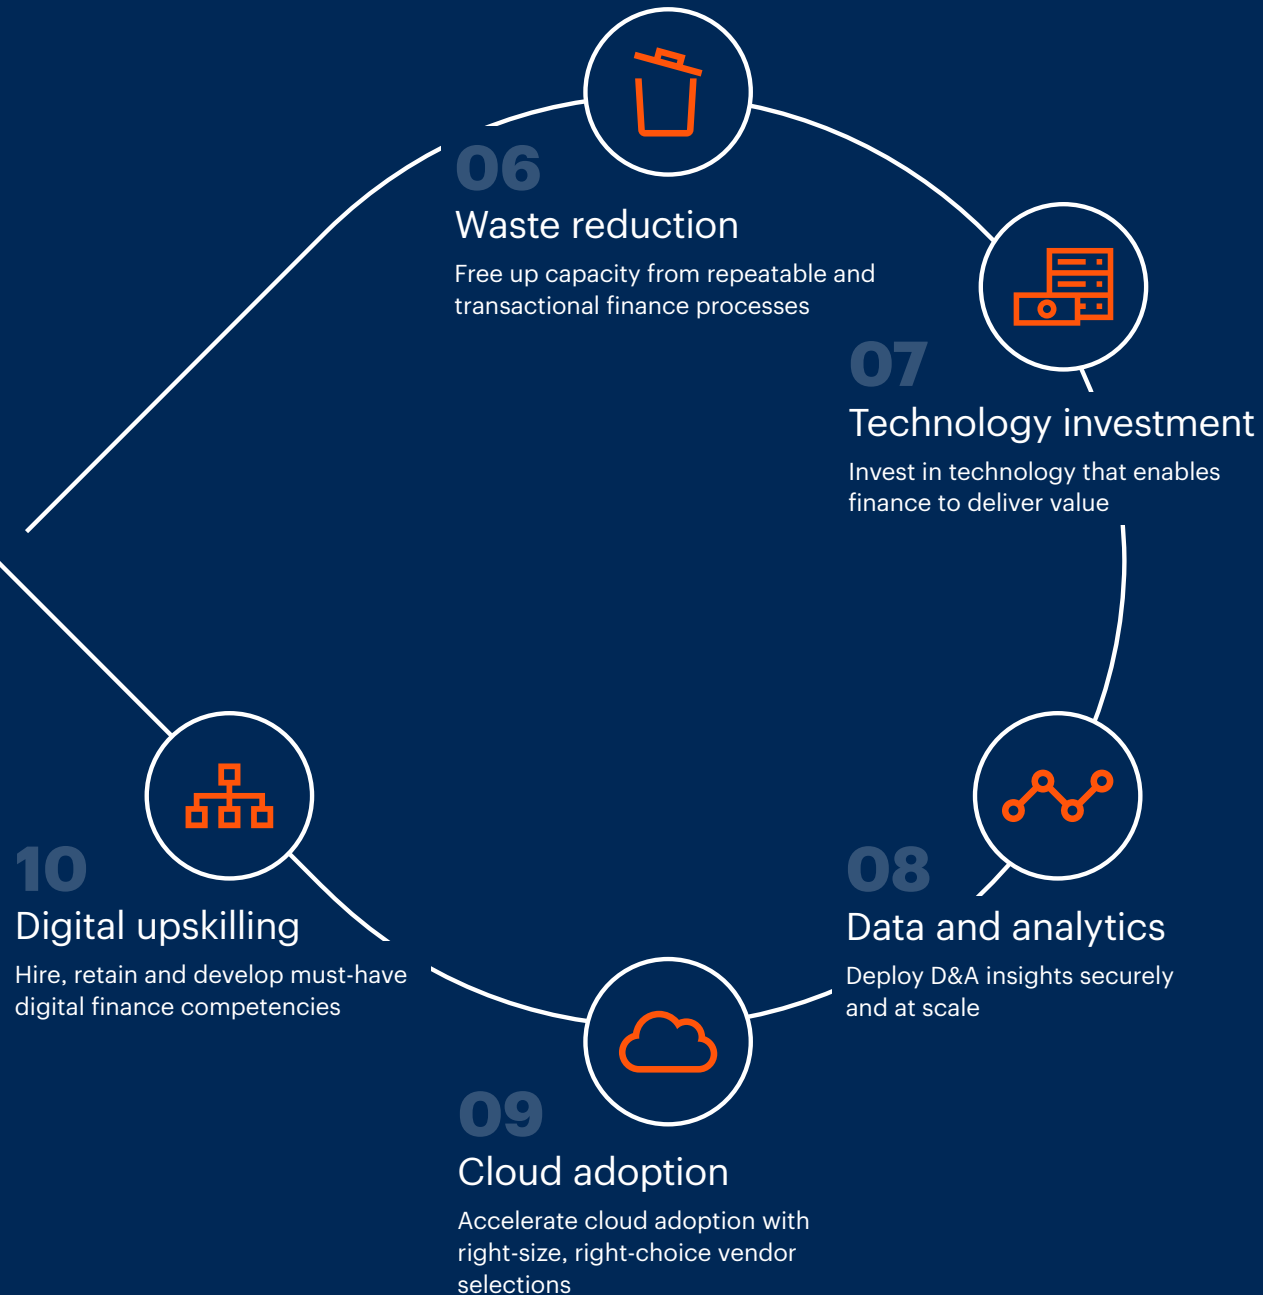 06
Waste reduction
Free up capacity from repeatable and
transactional finance processes
07
Technology investment
Invest in technology that enables
finance to deliver value
08
Data and analytics
Deploy D&A insights securely
and at scale
09
Cloud adoption
Accelerate cloud adoption with
right-size, right-choice vendor
selections
10
Digital upskilling
Hire, retain and develop must-have
digital finance competencies